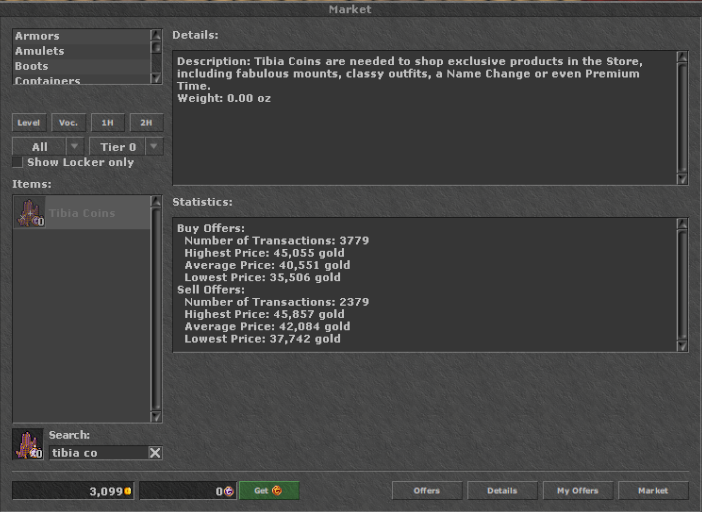 Market
Armors
Amulets
Boots
Containers
Level
Voc.
1H
2H
All
Tier 0
Show Locker only
Items:
Tibia Coins
0
Details:
Description: Tibia Coins are needed to shop exclusive products in the Store,
including fabulous mounts, classy outfits, a Name Change or even Premium
Time.
Weight: 0.00 oz
Statistics:
Buy Offers:
Number of Transactions: 3779
Highest Price: 45,055 gold
Average Price: 40,551 gold
Lowest Price: 35,506 gold
Sell Offers:
Number of Transactions: 2379
Highest Price: 45,857 gold
Average Price: 42,084 gold
Lowest Price: 37,742 gold
0
Search:
tibia co
3,099
0
Get
Offers
Details
My Offers
Market